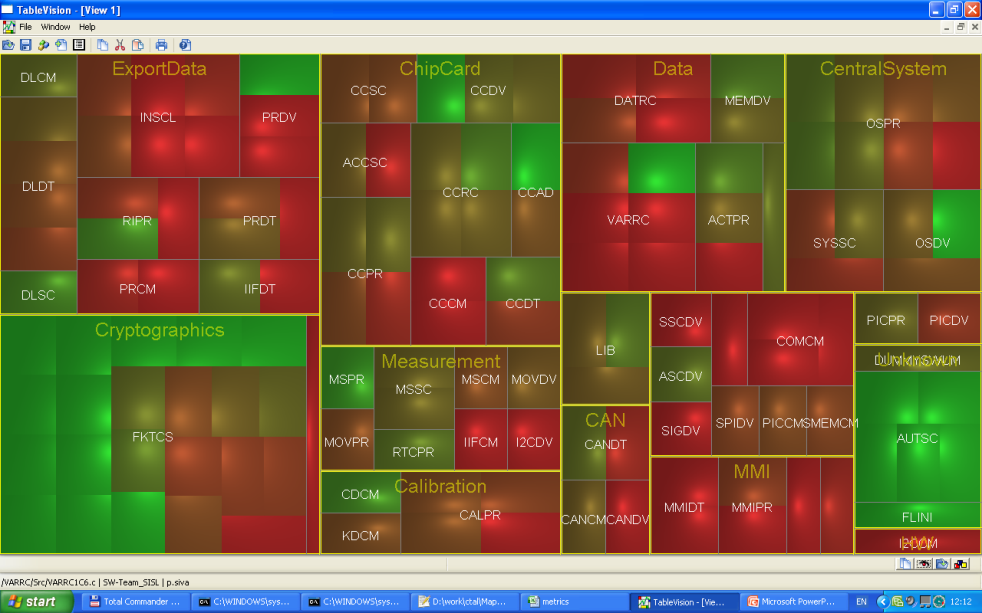 TableVision - [View 1]
File Window Help
ExportData
ChipCard
Data
CentralSystem
DLCM
INSCL
PRDV
CCSC
CCDV
DATRC
MEMDV
OSPR
DLDT
RIPR
PRDT
ACCSC
CCRC
CCAD
VARRC
ACTPR
SYSSC
OSDV
DLSC
PRCM
IIFDT
CCPR
CCCM
CCDT
Cryptographics
FKTCS
Measurement
MSPR
MSSC
MSCM
MOVDV
MOVPR
RTCPR
IIFCM
I2CDV
Calibration
CDCM
KDCM
CALPR
LIB
CAN
CANDT
CANCM
CANDV
SSCDV
ASCDV
SIGDV
COMCM
SPIDV
PICCM
SMEMCM
MMI
MMIDT
MMIPR
PICPR
PICDV
AUTSC
FLINI
/VARRC/Src/VARRC1C6.c | SW-Team_SISL | p.siva
start
Total Commander ...
C:\WINDOWS\sys...
C:\WINDOWS\sys...
D:\work\ctal\Map...
metrics
TableVision - [Vie...
Microsoft PowerP...
EN
12:12